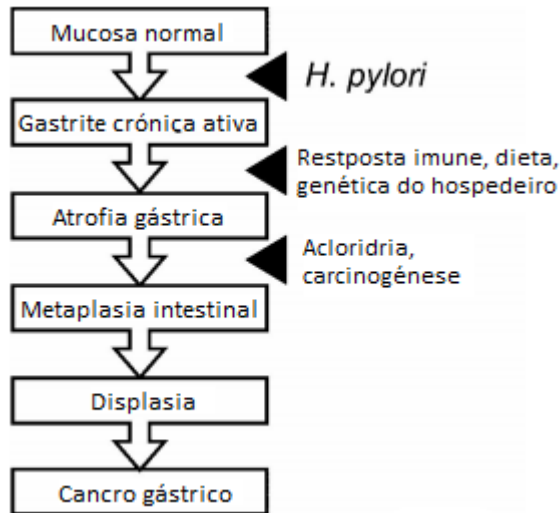 Mucosa normal
H. pylori
Gastrite crónica ativa
Restposta imune, dieta,
genética do hospedeiro
Atrofia gástrica
Acloridria,
carcinogénese
Metaplasia intestinal
Displasia
Cancro gástrico